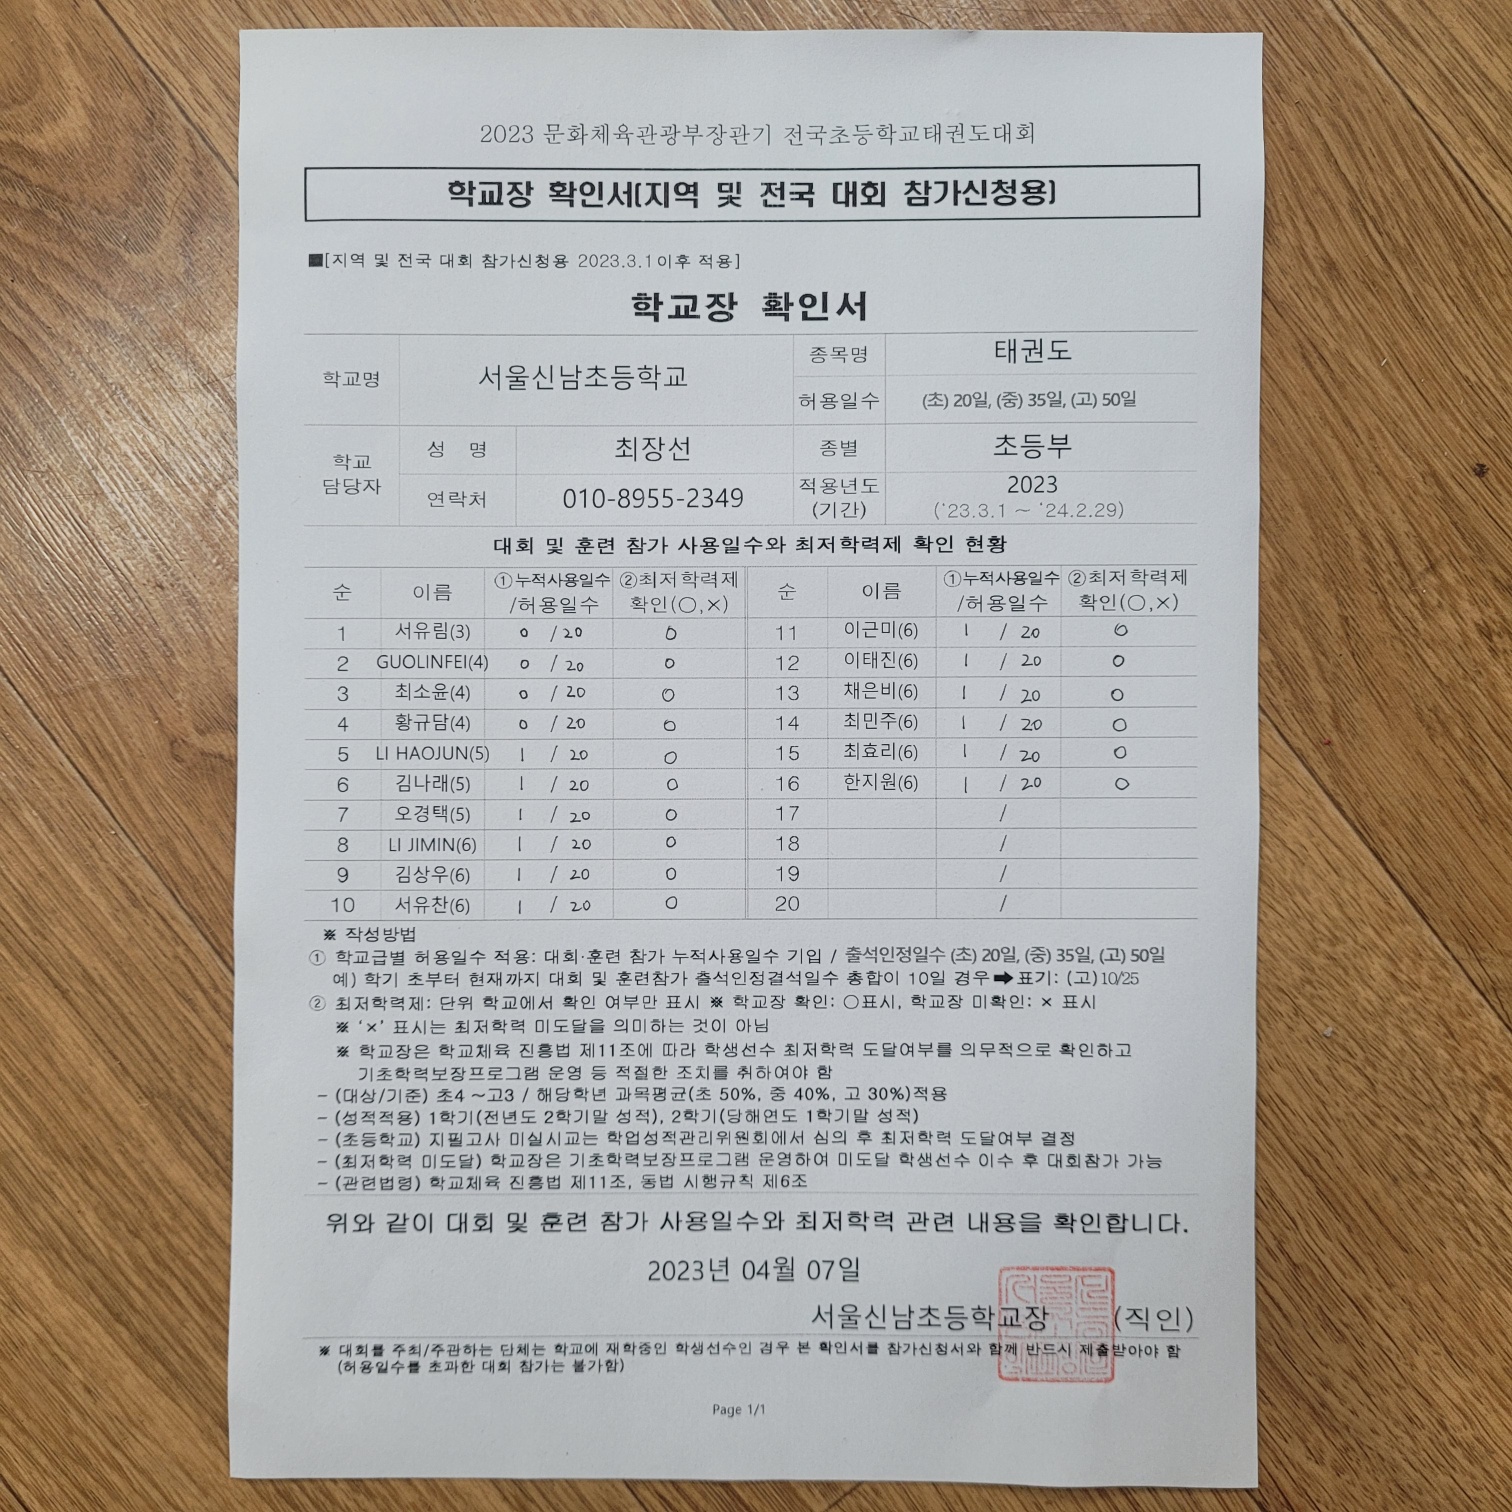 2023 문화체육관광부장관기 전국초등학교태권도대회
학교장 확인서(지역 및 전국 대회 참가신청용)
■[지역 및 전국 대회 참가신청용 2023.3.1이후 적용]
학교장 확인서
학교명 서울신남초등학교 종목명 태권도
허용일수 (초) 20일, (중) 35일, (고) 50일
학교 담당자 성 명 최장선 종별 초등부
연락처 010-8955-2349 적용년도 (기간) 2023 ('23.3.1 ~ '24.2.29)
대회 및 훈련 참가 사용일수와 최저학력제 확인 현황
순 이름 ①누적사용일수 /허용일수 ②최저학력제 확인(○,×) 순 이름 ①누적사용일수 /허용일수 ②최저학력제 확인(○,×)
1 서유림(3) 0 / 20 ○ 11 이근미(6) 1 / 20 ○
2 GUOLINFEI(4) 0 / 20 ○ 12 이태진(6) 1 / 20 ○
3 최소윤(4) 0 / 20 ○ 13 채은비(6) 1 / 20 ○
4 황규담(4) 0 / 20 ○ 14 최민주(6) 1 / 20 ○
5 LI HAOJUN(5) 1 / 20 ○ 15 최효리(6) 1 / 20 ○
6 김나래(5) 1 / 20 ○ 16 한지원(6) 1 / 20 ○
7 오경택(5) 1 / 20 ○ 17 /
8 LI JIMIN(6) 1 / 20 ○ 18 /
9 김상우(6) 1 / 20 ○ 19 /
10 서유찬(6) 1 / 20 ○ 20 /
※ 작성방법
① 학교급별 허용일수 적용: 대회·훈련 참가 누적사용일수 기입 / 출석인정일수 (초) 20일, (중) 35일, (고) 50일
예) 학기 초부터 현재까지 대회 및 훈련참가 출석인정결석일수 총합이 10일 경우➡표기: (고)10/25
② 최저학력제: 단위 학교에서 확인 여부만 표시 ※ 학교장 확인: ○표시, 학교장 미확인: × 표시
※ '×' 표시는 최저학력 미도달을 의미하는 것이 아님
※ 학교장은 학교체육 진흥법 제11조에 따라 학생선수 최저학력 도달여부를 의무적으로 확인하고
기초학력보장프로그램 운영 등 적절한 조치를 취하여야 함
– (대상/기준) 초4 ~고3 / 해당학년 과목평균(초 50%, 중 40%, 고 30%)적용
– (성적적용) 1학기(전년도 2학기말 성적), 2학기(당해연도 1학기말 성적)
– (초등학교) 지필고사 미실시교는 학업성적관리위원회에서 심의 후 최저학력 도달여부 결정
– (최저학력 미도달) 학교장은 기초학력보장프로그램 운영하여 미도달 학생선수 이수 후 대회참가 가능
– (관련법령) 학교체육 진흥법 제11조, 동법 시행규칙 제6조
위와 같이 대회 및 훈련 참가 사용일수와 최저학력 관련 내용을 확인합니다.
2023년 04월 07일
서울신남초등학교장 (직인)
※ 대회를 주최/주관하는 단체는 학교에 재학중인 학생선수인 경우 본 확인서를 참가신청서와 함께 반드시 제출받아야 함
(허용일수를 초과한 대회 참가는 불가함)
Page 1/1